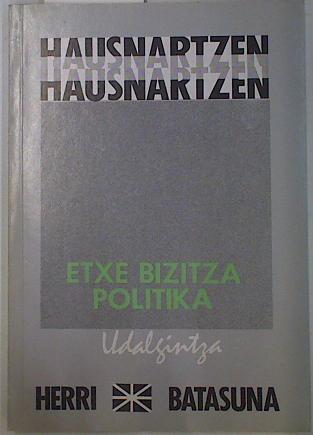 HAUSNARTZEN
HAUSNARTZEN
HAUSNARTZEN
ETXE BIZITZA
POLITIKA
Udalgintza
HERRI BATASUNA